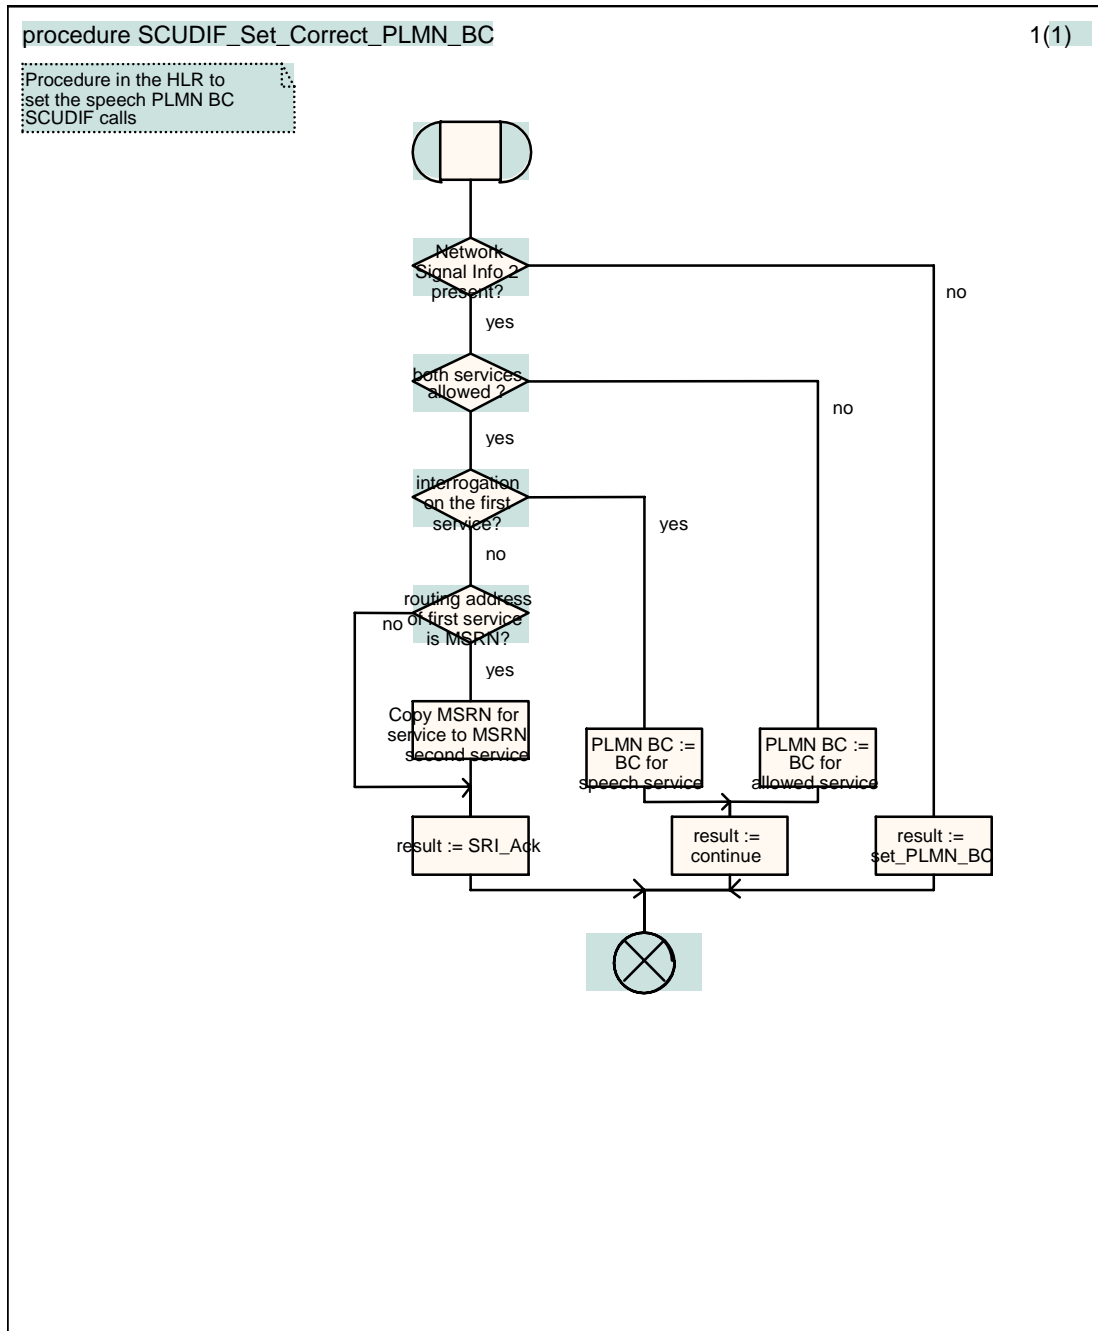 procedure SCUDIF_Set_Correct_PLMN_BC
1(1)
Procedure in the HLR to
set the speech PLMN BC
SCUDIF calls
Network
Signal Info 2
present?
no
yes
both services
allowed ?
no
yes
interrogation
on the first
service?
yes
no
routing address
of first service
is MSRN?
no
yes
Copy MSRN for
service to MSRN
second service
PLMN BC :=
BC for
speech service
PLMN BC :=
BC for
allowed service
result := SRI_Ack
result :=
continue
result :=
set_PLMN_BC